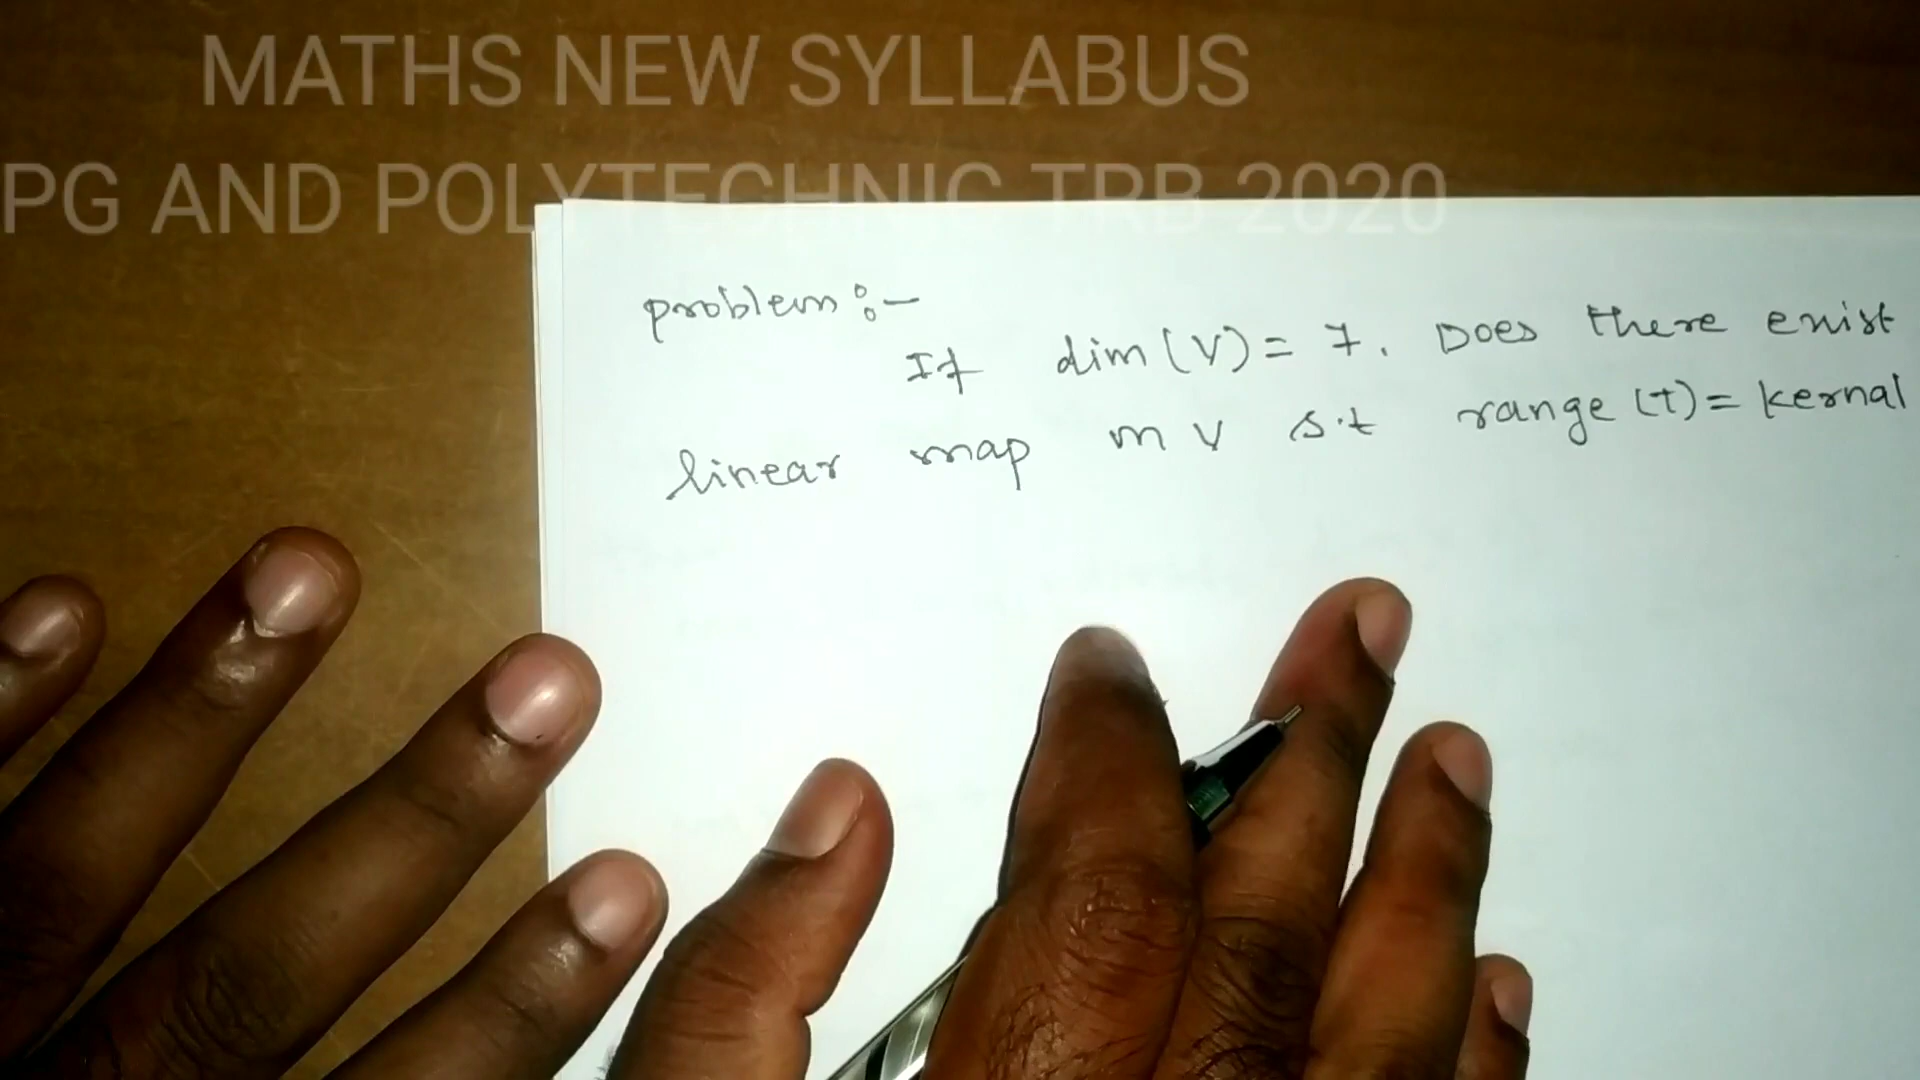 MATHS NEW SYLLABUS
PG AND POLYTECHNIC TRB 2020
problem :-
If dim (V) = 7. Does there exist
linear map m V s.t range (T) = kernal